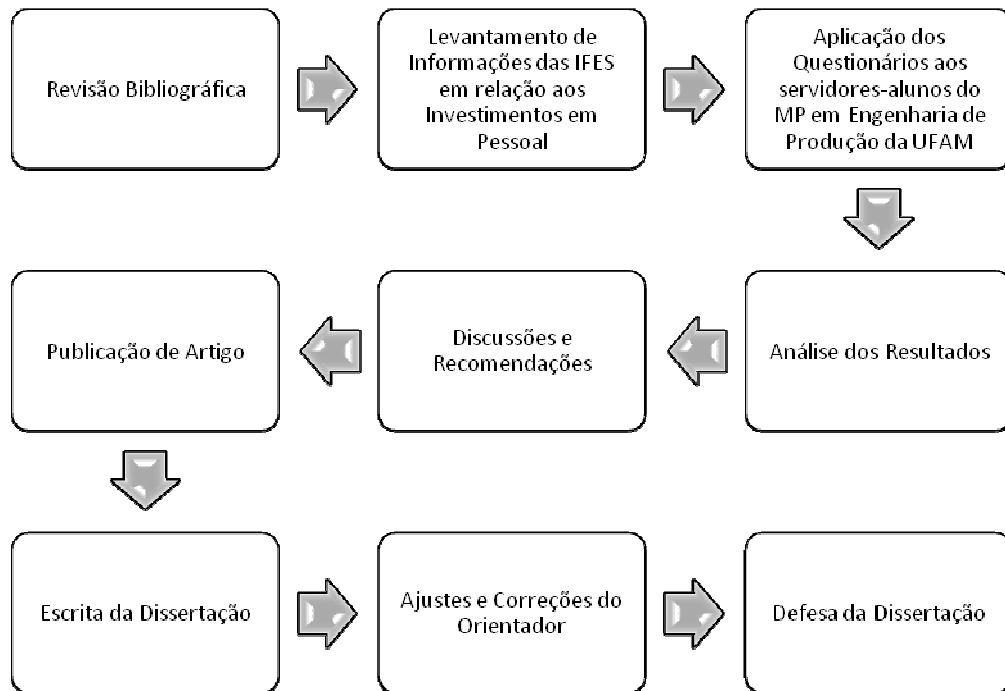 Revisão Bibliográfica
Levantamento de
Informações das IFES
em relação aos
Investimentos em
Pessoal
Aplicação dos
Questionários aos
servidores-alunos do
MP em Engenharia de
Produção da UFAM
Análise dos Resultados
Discussões e
Recomendações
Publicação de Artigo
Escrita da Dissertação
Ajustes e Correções do
Orientador
Defesa da Dissertação